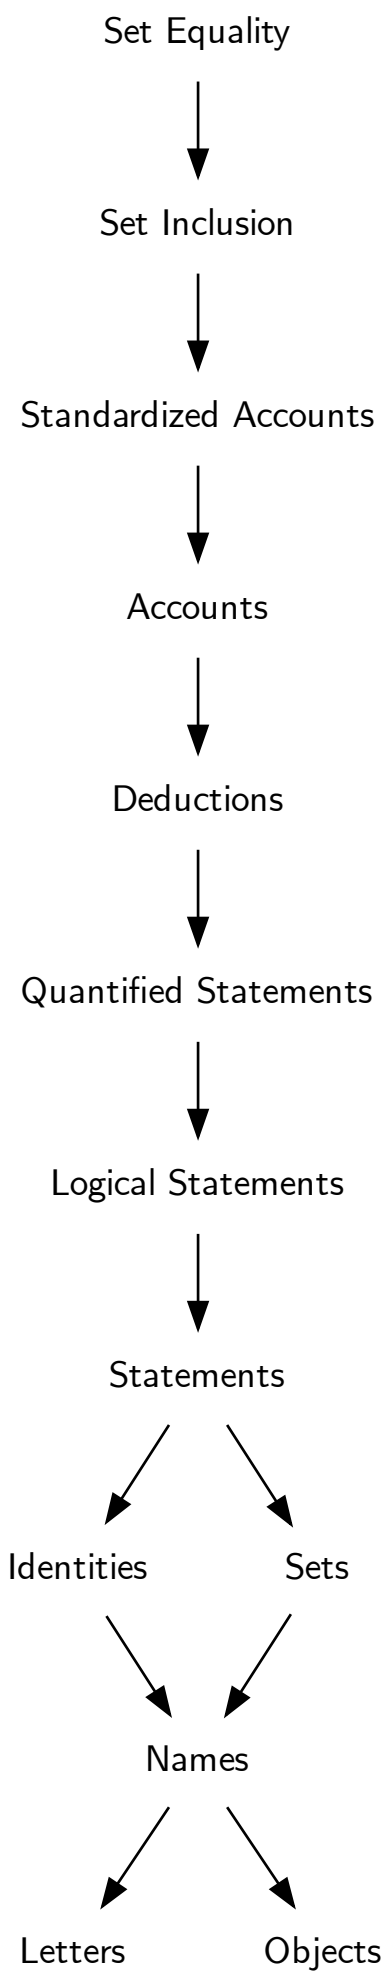 Set Equality
Set Inclusion
Standardized Accounts
Accounts
Deductions
Quantified Statements
Logical Statements
Statements
Identities
Sets
Names
Letters
Objects